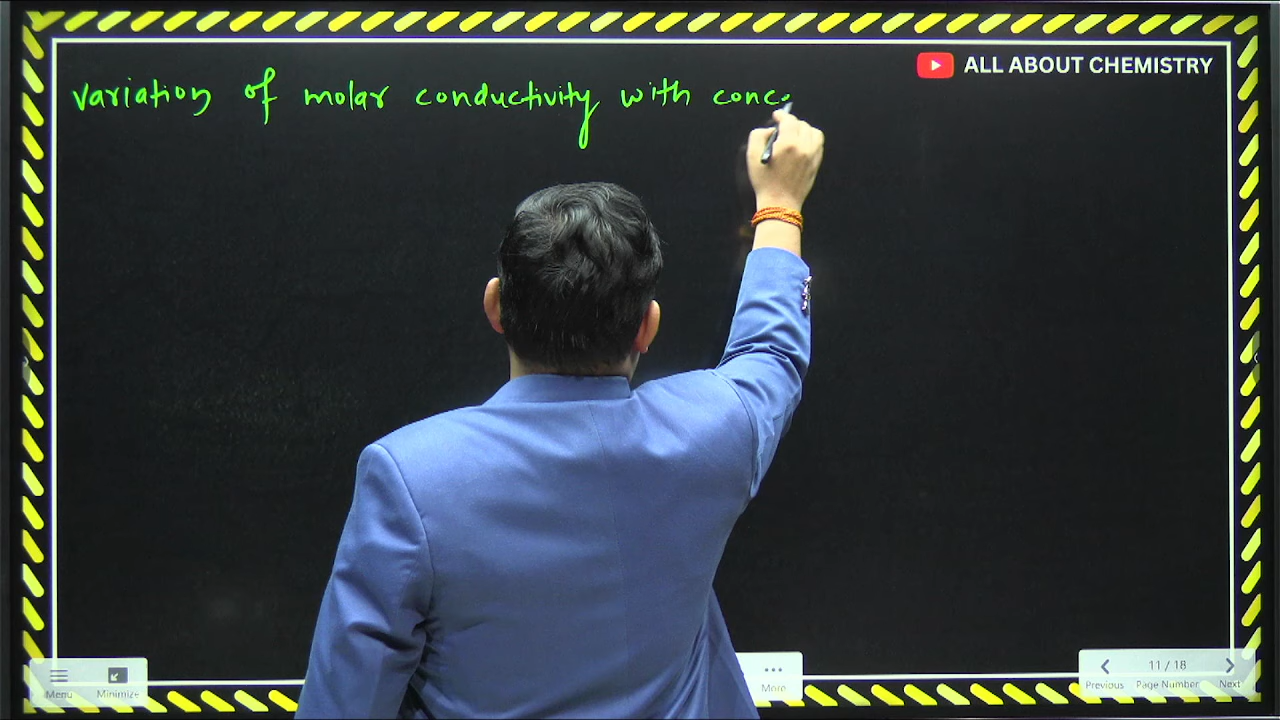 ALL ABOUT CHEMISTRY
variation of molar conductivity with conc.
Menu
Minimize
More
11 / 18
Previous Page Number Next